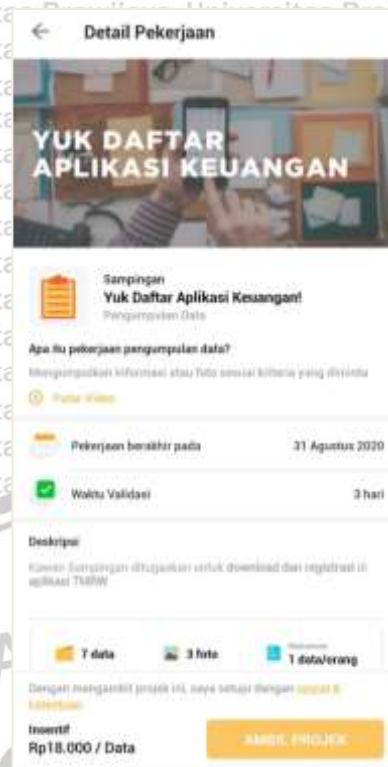 Detail Pekerjaan
YUK DAFTAR
APLIKASI KEUANGAN
Sampingan
Yuk Daftar Aplikasi Keuangan!
Pengumpulan Data
Apa itu pekerjaan pengumpulan data?
Mengumpulkan informasi atau foto sesuai kriteria yang diminta
Putar Video
Pekerjaan berakhir pada 31 Agustus 2020
Waktu Validasi 3 hari
Deskripsi
Kawan Sampingan ditugaskan untuk download dan registrasi di
aplikasi TMRW
7 data 3 foto
1 data/orang
Dengan mengambil projek ini, saya setuju dengan syarat &
ketentuan
Insentif
Rp18.000 / Data
AMBIL PROJEK